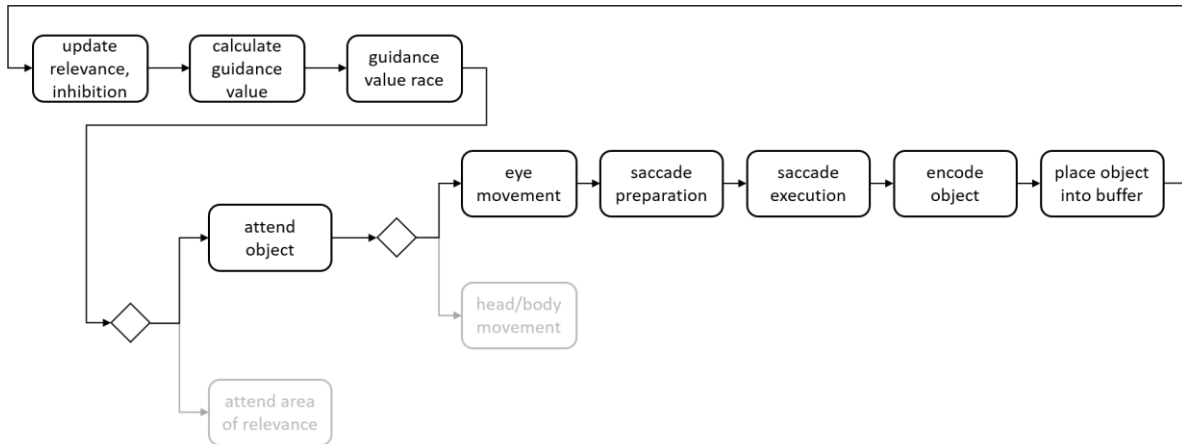 update
relevance,
inhibition
calculate
guidance
value
guidance
value race
eye
movement
saccade
preparation
saccade
execution
encode
object
place object
into buffer
attend
object
head/body
movement
attend area
of relevance